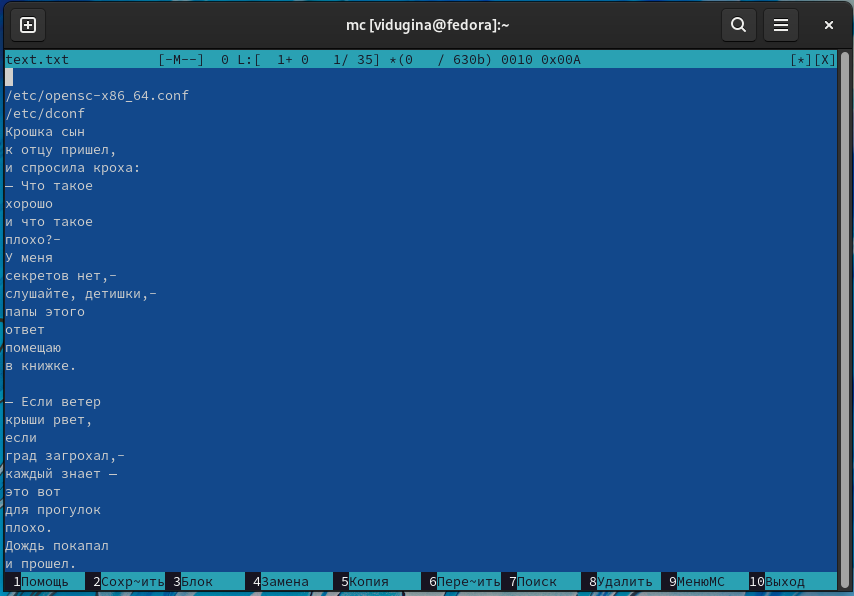 mc [vidugina@fedora]:~
text.txt [-M--] 0 L:[ 1+ 0 1/ 35] *(0 / 630b) 0010 0x00A [*][X]
/etc/opensc-x86_64.conf
/etc/dconf
Крошка сын
к отцу пришел,
и спросила кроха:
— Что такое
хорошо
и что такое
плохо?-
У меня
секретов нет,-
слушайте, детишки,-
папы этого
ответ
помещаю
в книжке.
— Если ветер
крыши рвет,
если
град загрохал,-
каждый знает —
это вот
для прогулок
плохо.
Дождь покапал
и прошел.
1Помощь 2Сохр~ить 3Блок 4Замена 5Копия 6Пере~ить 7Поиск 8Удалить 9МенюMC 10Выход